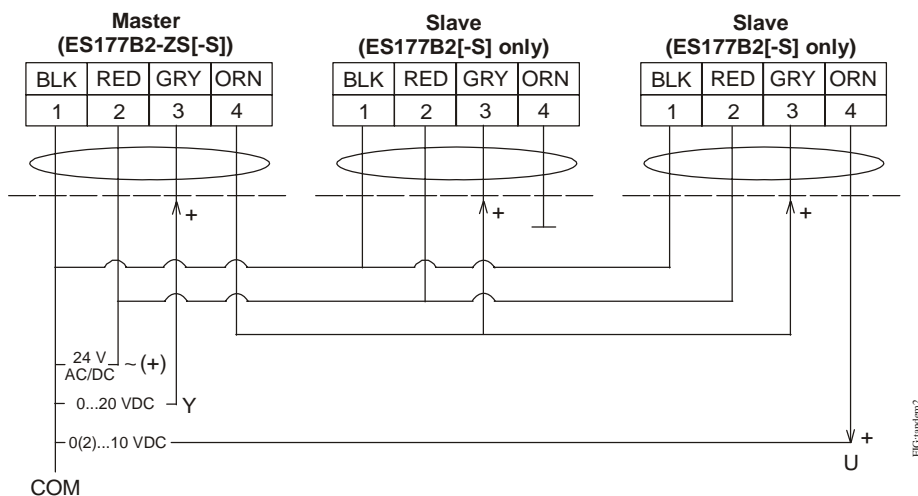 Master
(ES177B2-ZS[-S])
Slave
(ES177B2[-S] only)
Slave
(ES177B2[-S] only)
BLK RED GRY ORN
1 2 3 4
BLK RED GRY ORN
1 2 3 4
BLK RED GRY ORN
1 2 3 4
+
+
+
24 V
AC/DC
~ (+)
0...20 VDC
Y
0(2)...10 VDC
+
U
COM
FIG:tandem2